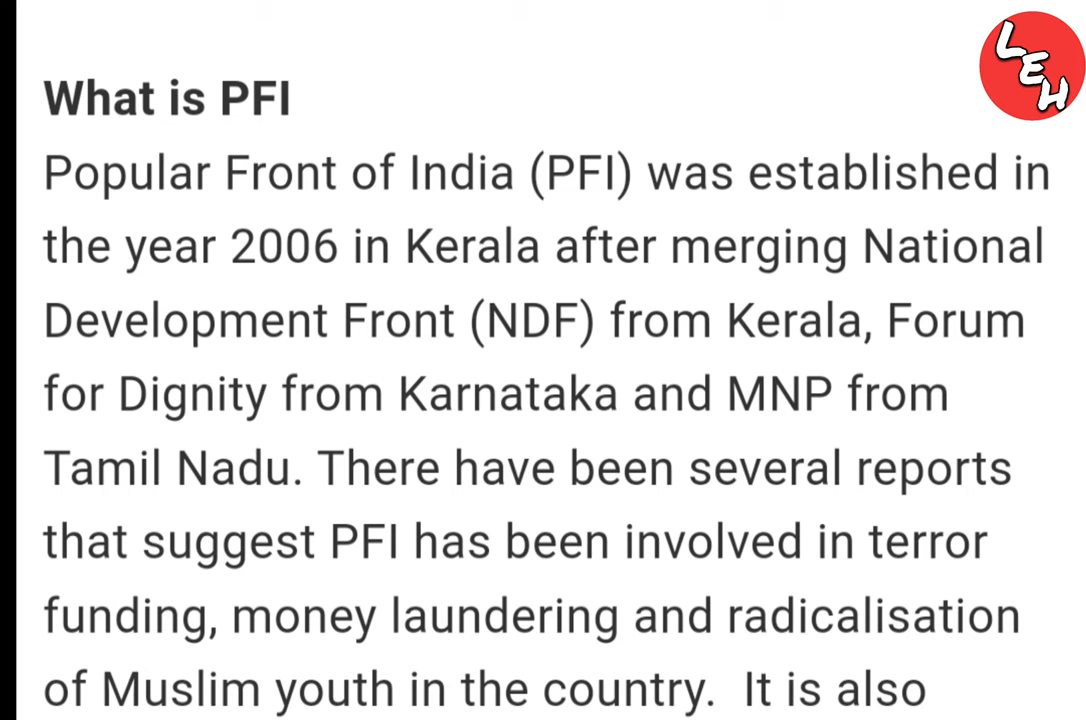 LEH
What is PFI
Popular Front of India (PFI) was established in
the year 2006 in Kerala after merging National
Development Front (NDF) from Kerala, Forum
for Dignity from Karnataka and MNP from
Tamil Nadu. There have been several reports
that suggest PFI has been involved in terror
funding, money laundering and radicalisation
of Muslim youth in the country.  It is also